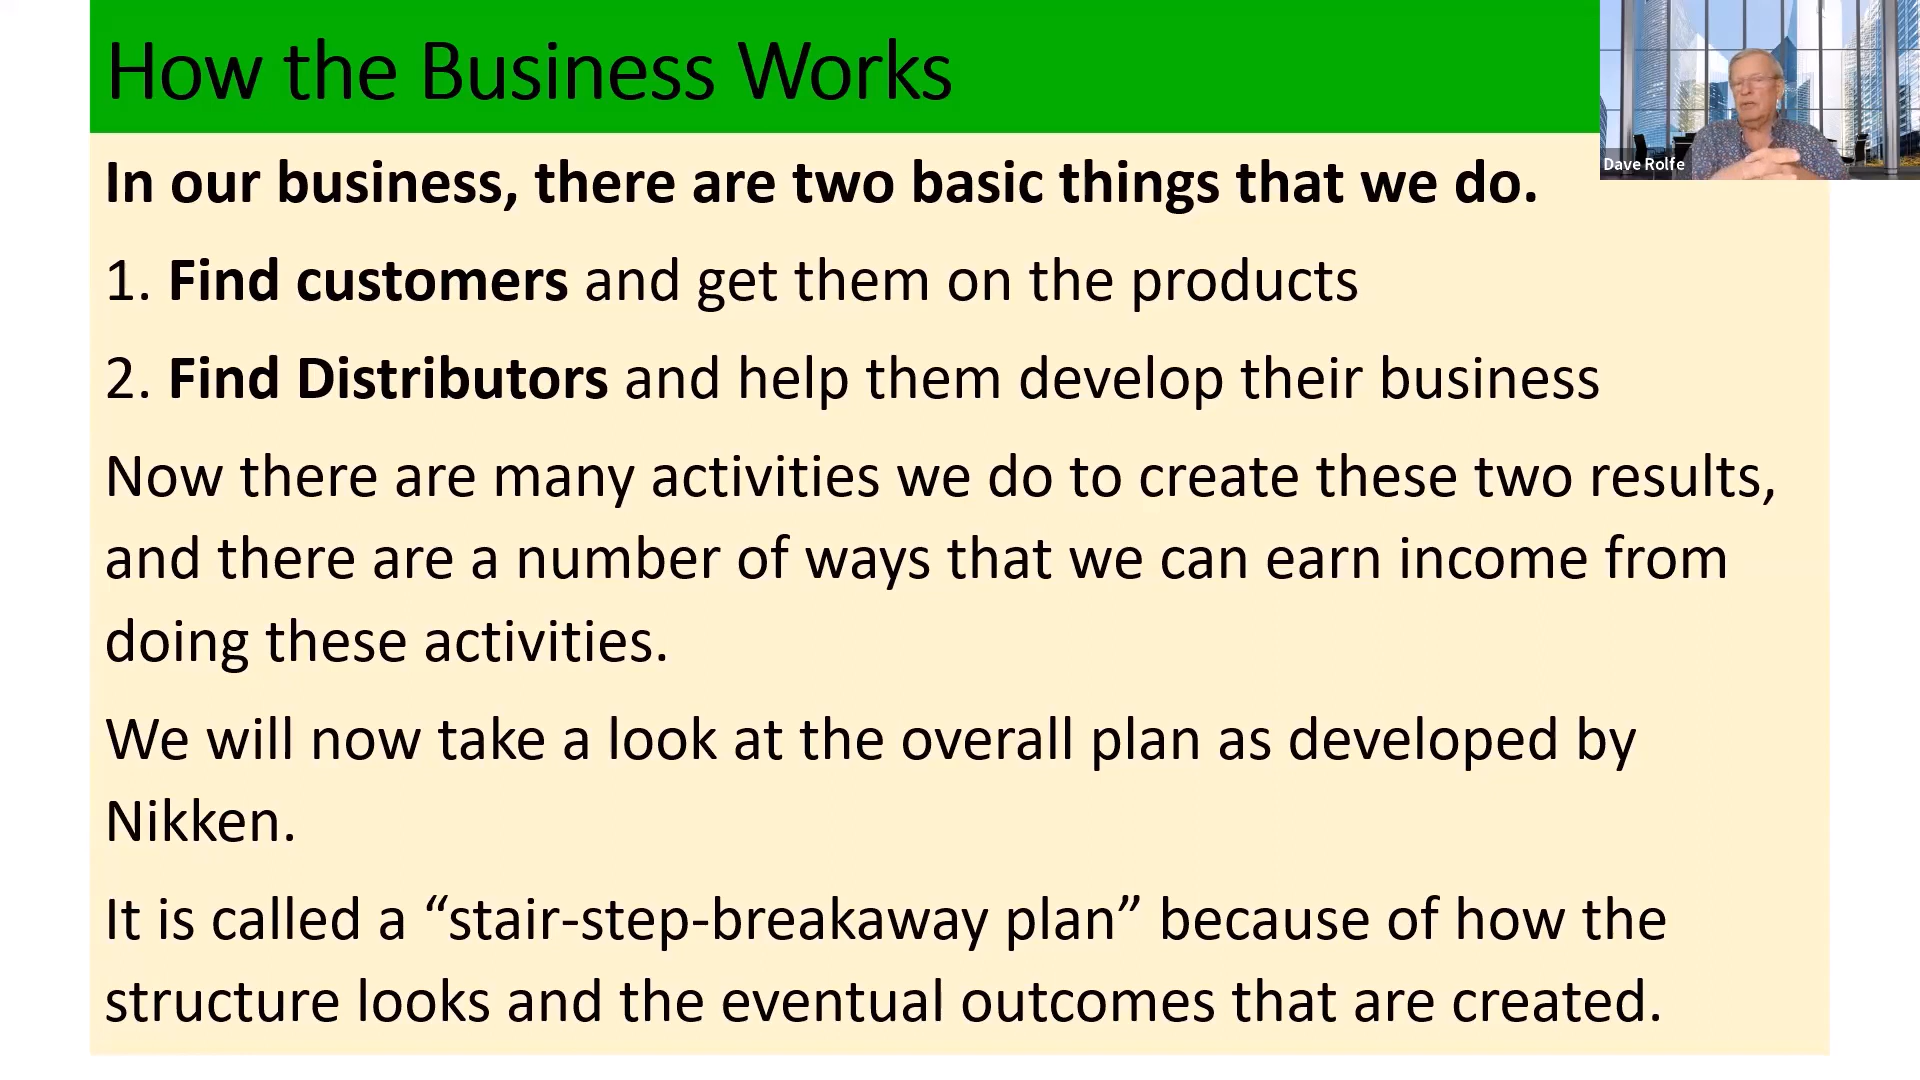 How the Business Works
Dave Rolfe
In our business, there are two basic things that we do.
1. Find customers and get them on the products
2. Find Distributors and help them develop their business
Now there are many activities we do to create these two results,
and there are a number of ways that we can earn income from
doing these activities.
We will now take a look at the overall plan as developed by
Nikken.
It is called a “stair-step-breakaway plan” because of how the
structure looks and the eventual outcomes that are created.